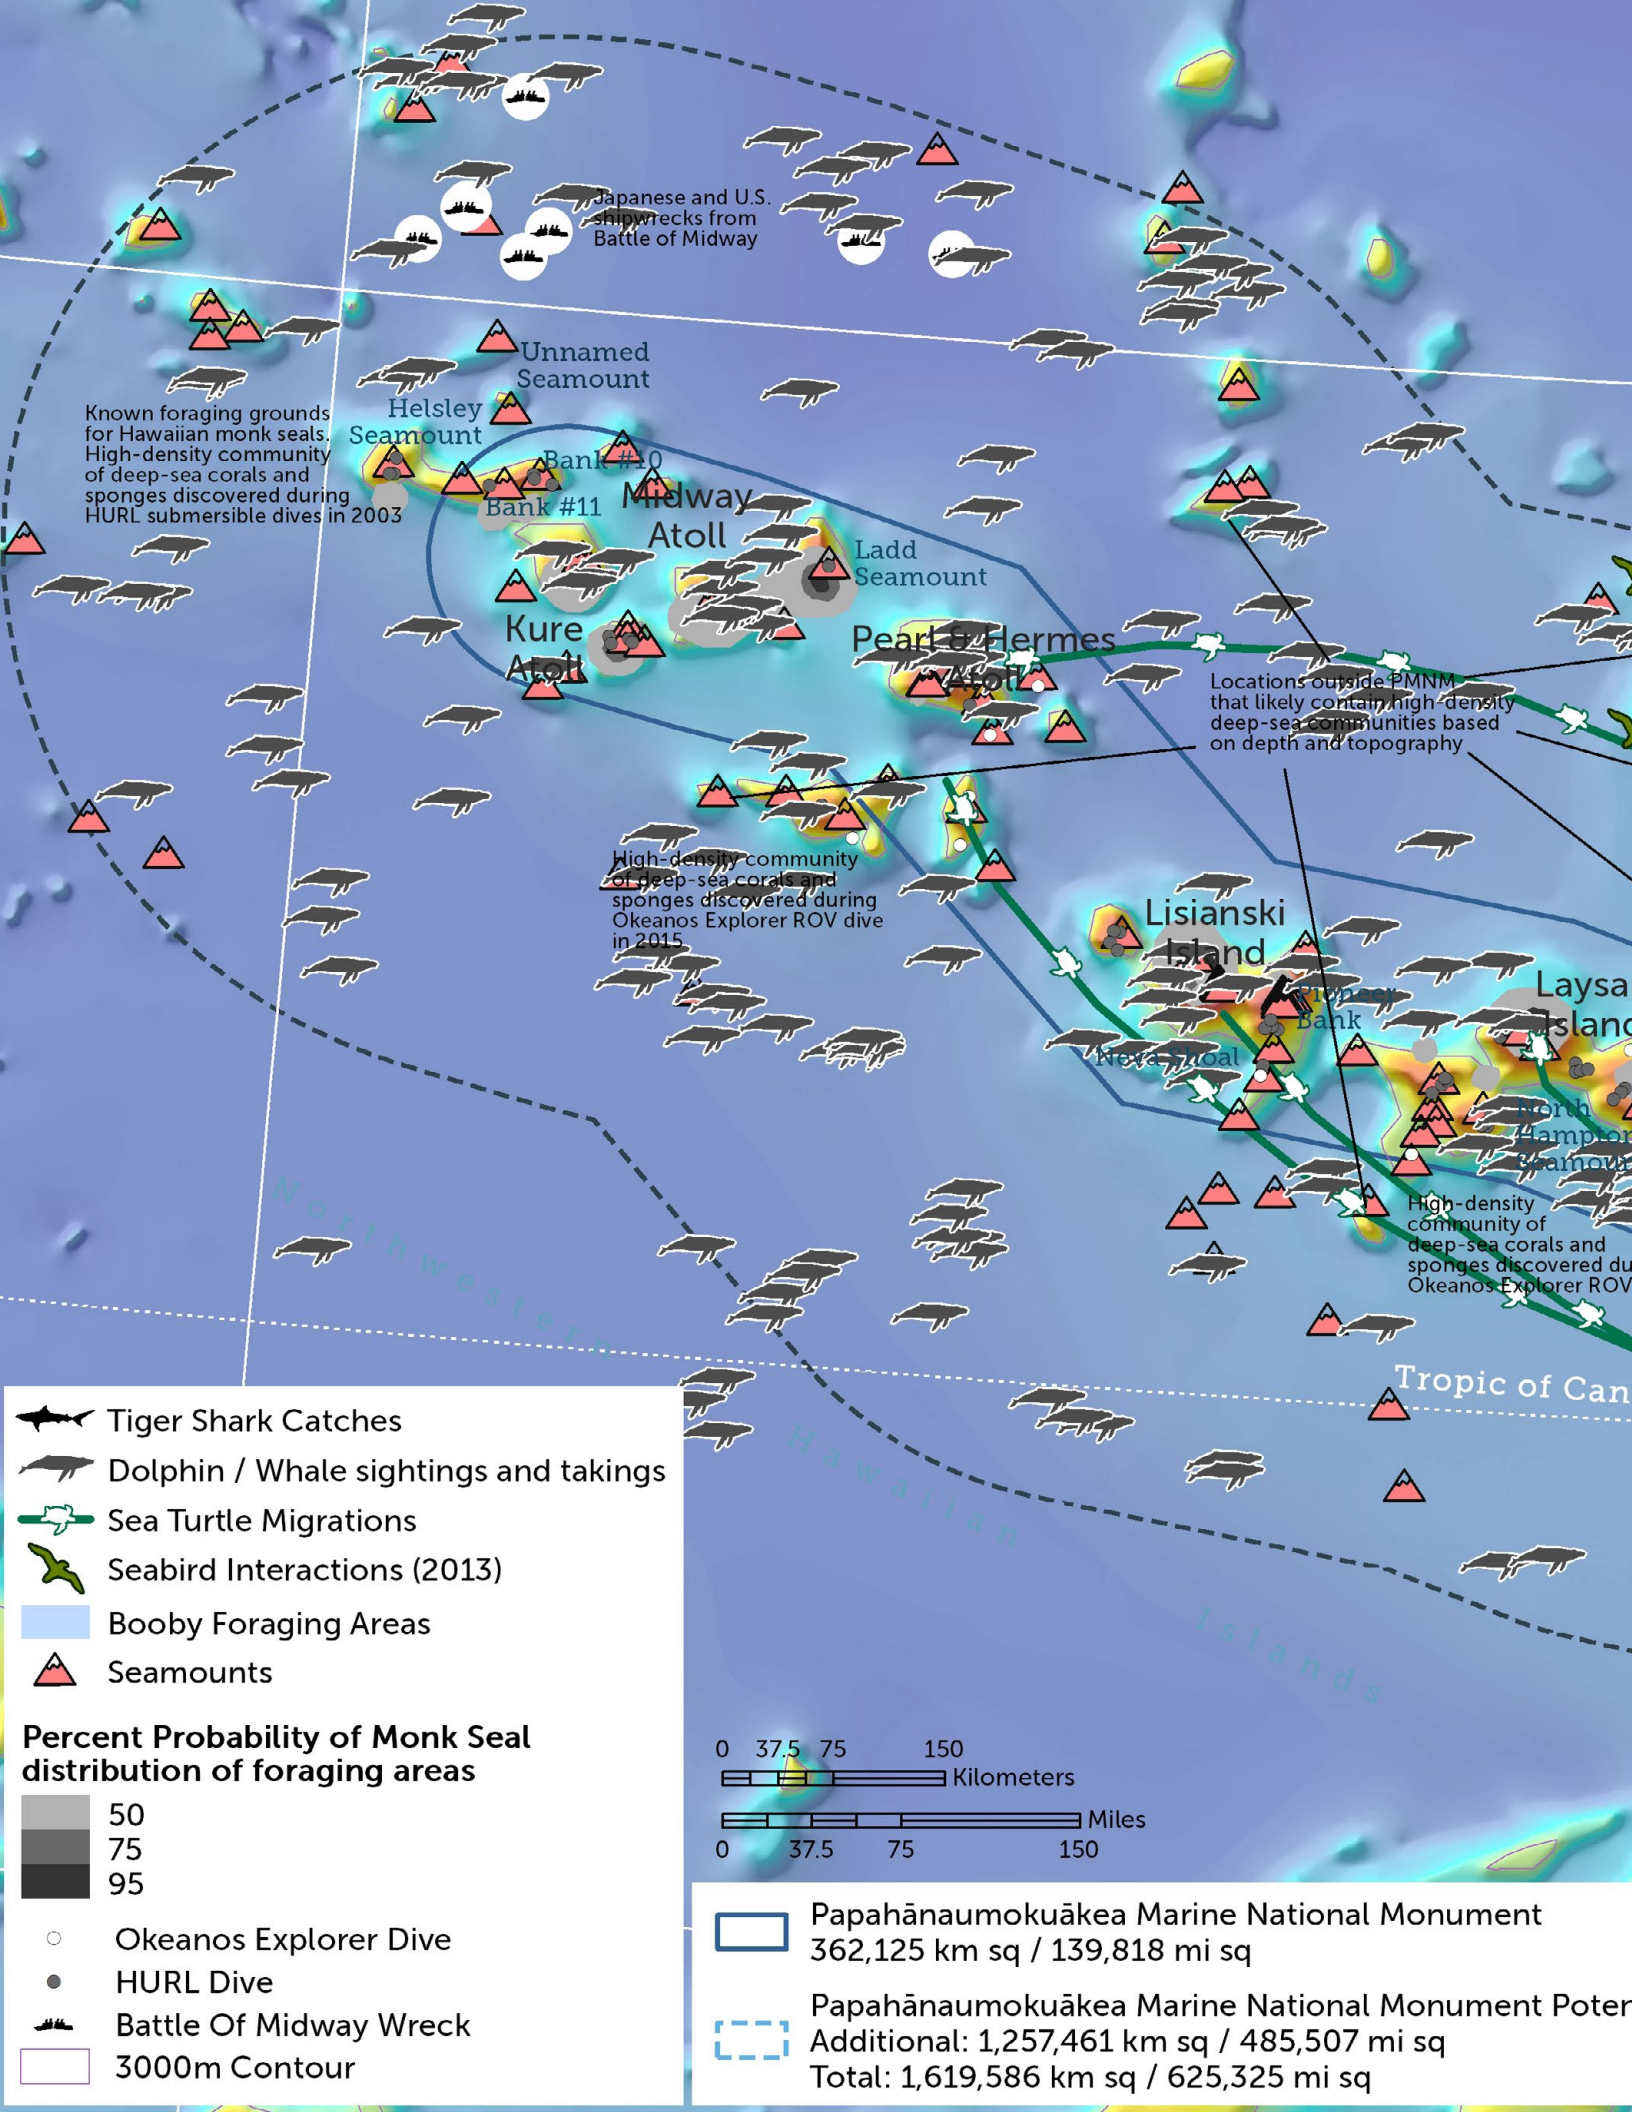 Japanese and U.S.
shipwrecks from
Battle of Midway
Unnamed
Seamount
Helsley
Seamount
Known foraging grounds
for Hawaiian monk seals.
High-density community
of deep-sea corals and
sponges discovered during
HURL submersible dives in 2003
Bank #10
Bank #11
Midway
Atoll
Ladd
Seamount
Kure
Atoll
Pearl & Hermes
Atoll
Locations outside PMNM
that likely contain high-density
deep-sea communities based
on depth and topography
High-density community
of deep-sea corals and
sponges discovered during
Okeanos Explorer ROV dive
in 2015
Lisianski
Island
Pioneer
Bank
Neva Shoal
Laysa
Island
North
Hampton
Seamoun
High-density
community of
deep-sea corals and
sponges discovered du
Okeanos Explorer ROV
Northwestern
Hawaiian
Islands
Tropic of Can
Tiger Shark Catches
Dolphin / Whale sightings and takings
Sea Turtle Migrations
Seabird Interactions (2013)
Booby Foraging Areas
Seamounts
Percent Probability of Monk Seal
distribution of foraging areas
50
75
95
Okeanos Explorer Dive
HURL Dive
Battle Of Midway Wreck
3000m Contour
0 37.5 75 150
Kilometers
Miles
0 37.5 75 150
Papahānaumokuākea Marine National Monument
362,125 km sq / 139,818 mi sq
Papahānaumokuākea Marine National Monument Poten
Additional: 1,257,461 km sq / 485,507 mi sq
Total: 1,619,586 km sq / 625,325 mi sq